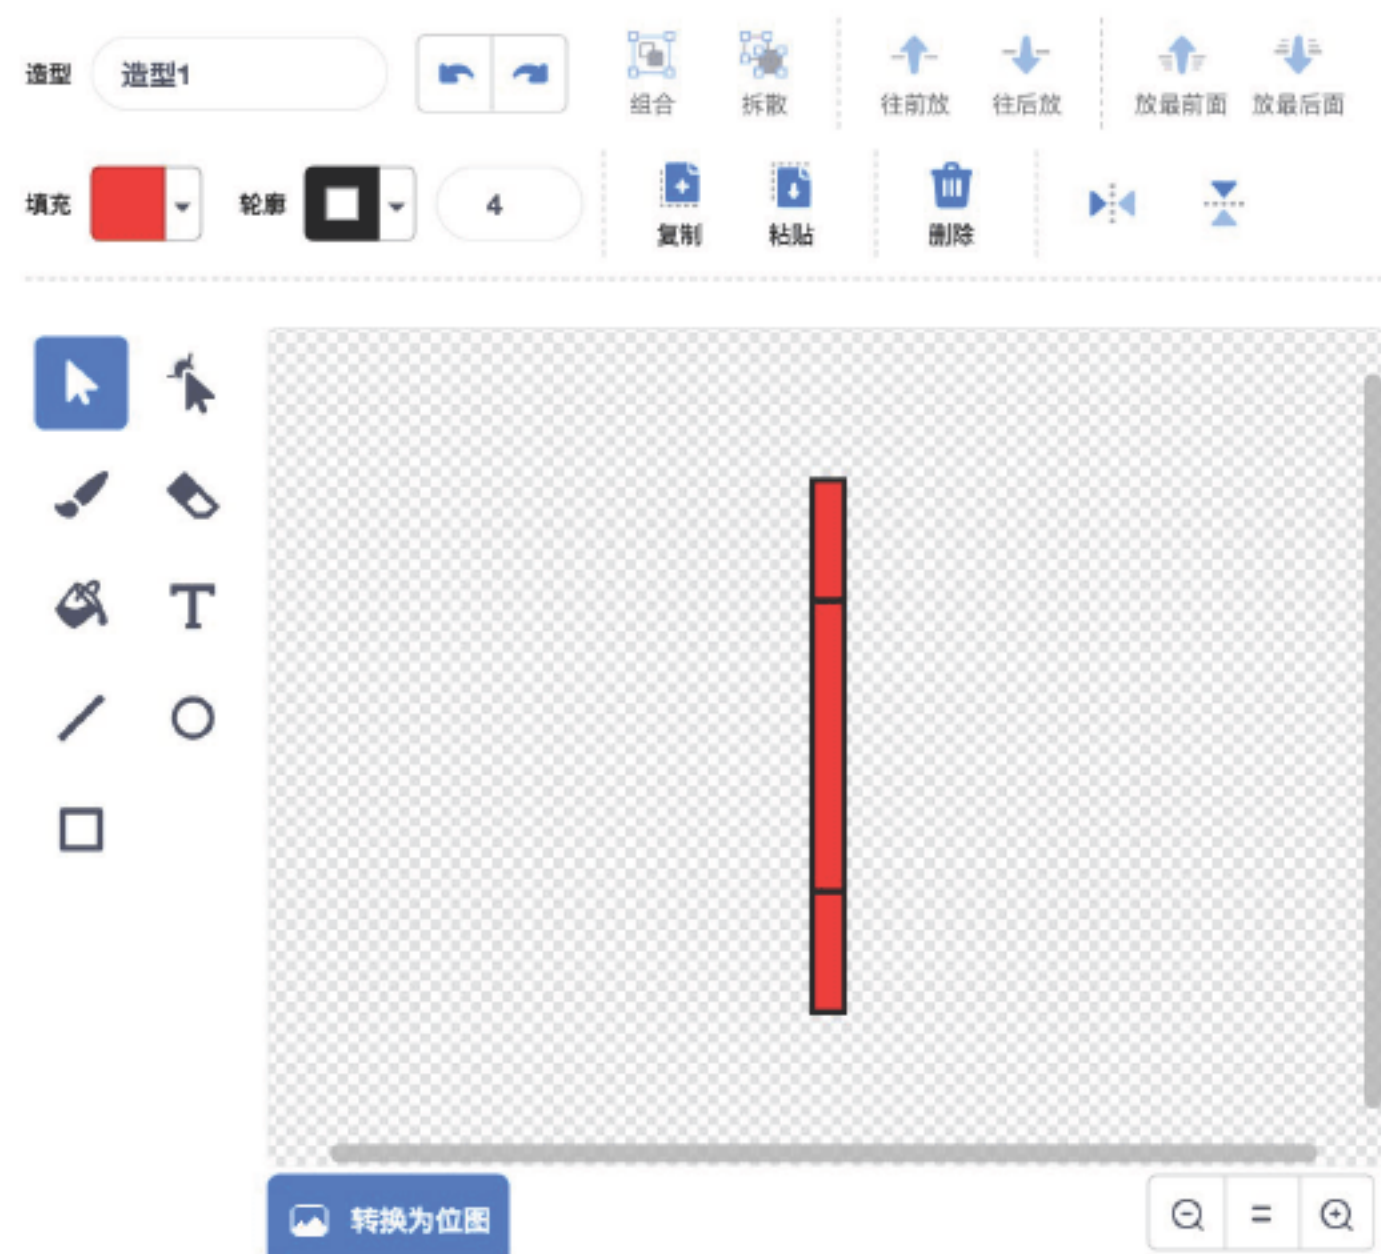 造型 造型1
组合 拆散 往前放 往后放 放最前面 放最后面
填充 轮廓 4
复制 粘贴 删除
T
转换为位图